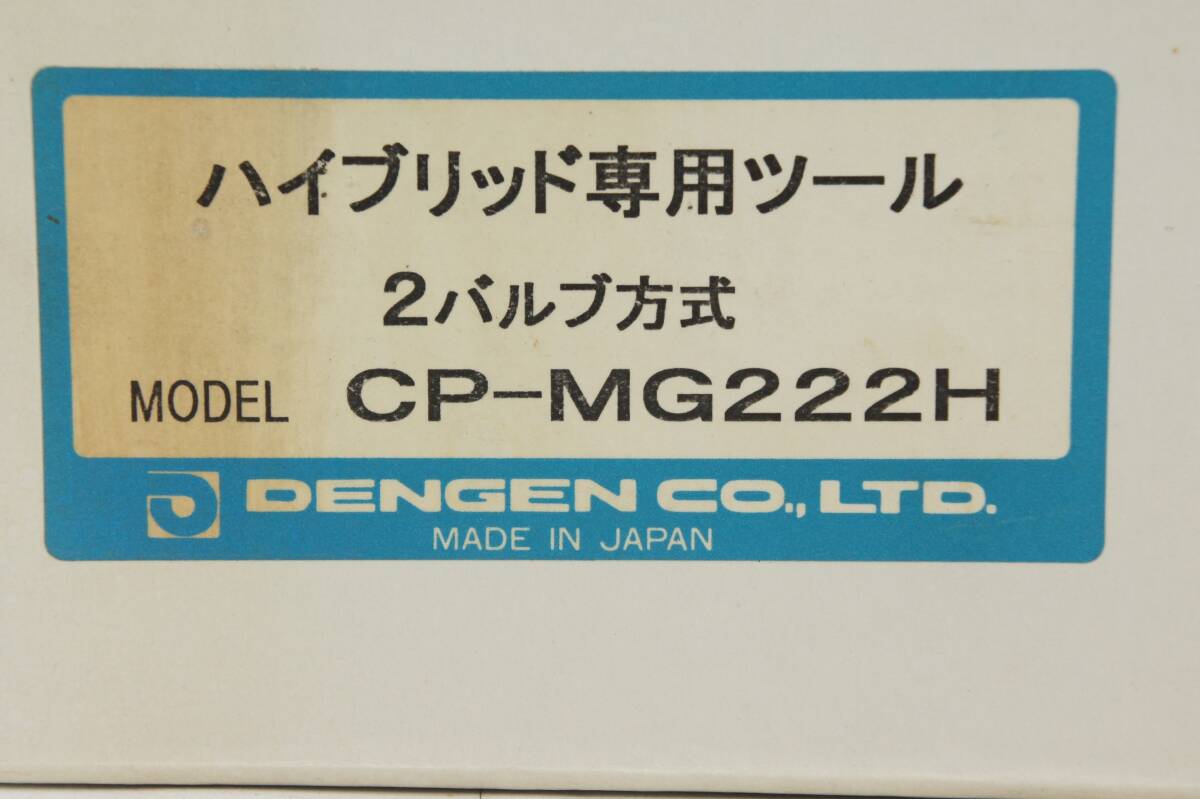 ハイブリッド専用ツール
2バルブ方式
MODEL CP-MG222H
DENGEN CO., LTD.
MADE IN JAPAN